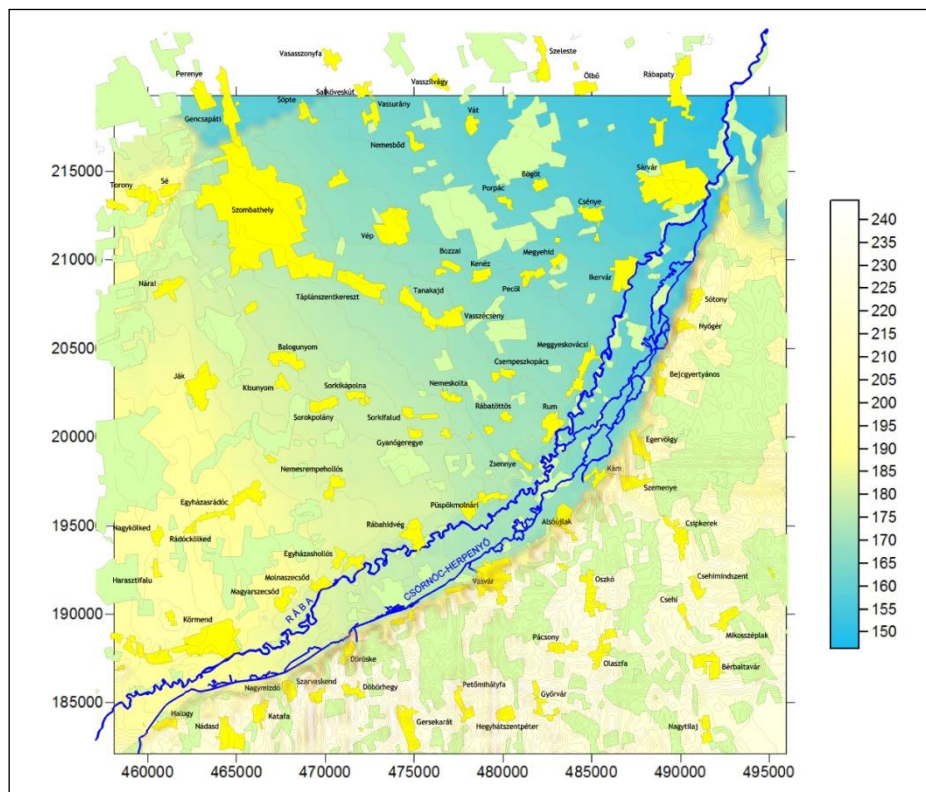 Vasasszonyfa
Szeleste
Perenye
Salköveskút
Vasszilvágy
Ölbő
Rábapaty
Gencsapáti
Söpte
Vassurány
Vát
Nemesbőd
215000
Torony
Sé
Porpác
Bögöt
Sárvár
Szombathely
Csénye
240
Vép
235
210000
Bozzai
Kenéz
Megyehid
230
Nárai
Táplánszentkereszt
Tanakajd
Pecöl
Ikervár
225
Sótony
220
Vasszécseny
Nyögér
215
205000
Balogunyom
Meggyeskovácsi
210
Csempeszkopács
205
Ják
Kisunyom
Sorkikápolna
Nemeskolta
Bejcgyertyános
200
Sorokpolány
Sorkifalud
Rábatöttös
Rum
195
20000
Gyanógeregye
Egervölgy
190
Nemesrempehollós
Zsennye
Kám
185
Szemenye
180
Egyházasrádóc
Püspökmolnári
175
195000
Nagykölked
Rábahidvég
Alsóújlak
Csipkerek
170
Rádóckölked
165
Egyházashollós
CSÖRNÖC-HERPENYŐ
160
Harasztifalu
Molnaszecsőd
Vasvár
Oszkó
Csehimindszent
155
Magyarszecsőd
150
190000
RÁBA
Csehi
Körmend
Pácsony
Mikosszéplak
Döröske
Olaszfa
Bérbaltavár
Nagymizdó
Szarvaskend
Döbörhegy
Petőmihályfa
185000
Győrvár
Halogy
Nádasd
Katafa
Gersekarát
Hegyhátszentpéter
Nagytilaj
460000 465000 470000 475000 480000 485000 490000 495000